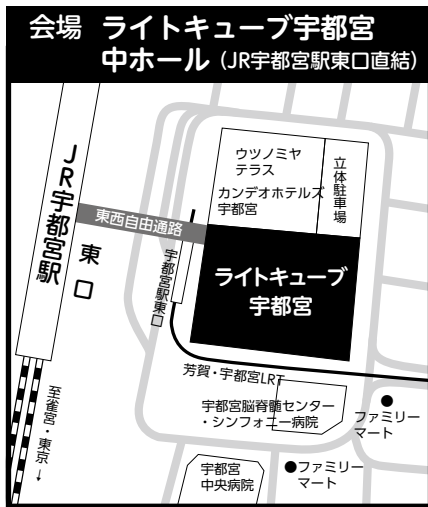 会場 ライトキューブ宇都宮
中ホール (JR宇都宮駅東口直結)
JR宇都宮駅
東口
東西自由通路
宇都宮駅東口
ウツノミヤ
テラス
カンデオホテルズ
宇都宮
立体駐車場
ライトキューブ
宇都宮
芳賀・宇都宮LRT
宇都宮脳脊髄センター
・シンフォニー病院
ファミリー
マート
宇都宮
中央病院
ファミリー
マート
至雀宮・東京→